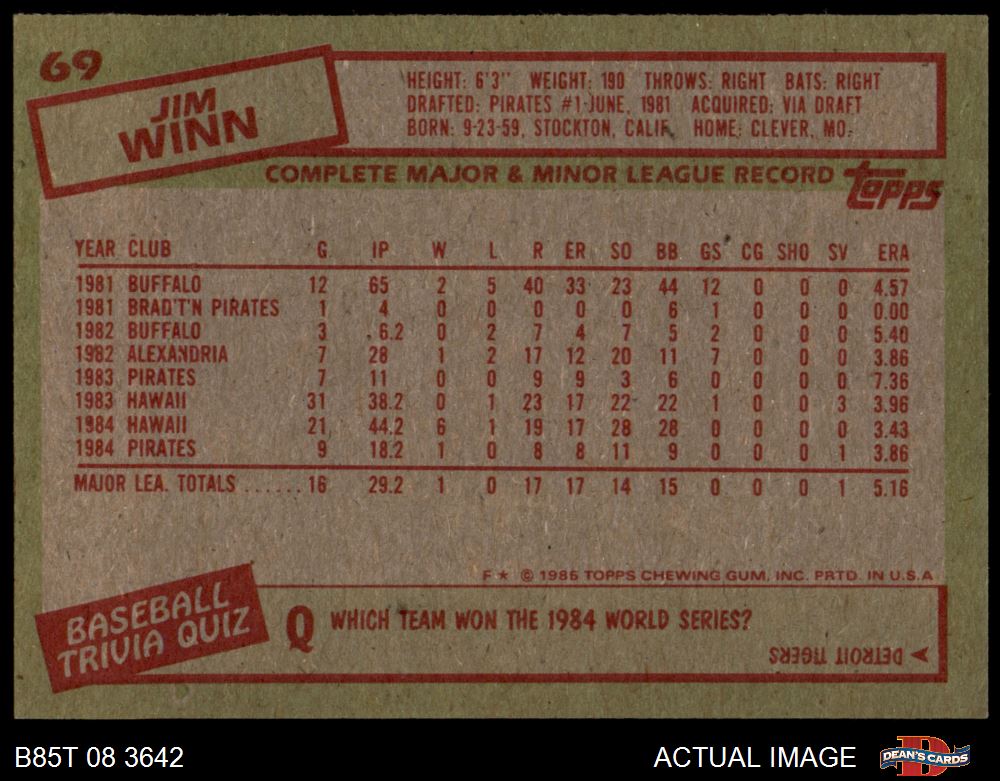 69
JIM
WINN
HEIGHT: 6'3" WEIGHT: 190 THROWS: RIGHT BATS: RIGHT
DRAFTED: PIRATES #1-JUNE, 1981 ACQUIRED: VIA DRAFT
BORN: 9-23-59, STOCKTON, CALIF. HOME: CLEVER, MO.
COMPLETE MAJOR & MINOR LEAGUE RECORD topps
YEAR CLUB G IP W L R ER SO BB GS CG SHO SV ERA
1981 BUFFALO 12 65 2 5 40 33 23 44 12 0 0 0 4.57
1981 BRAD'T'N PIRATES 1 4 0 0 0 0 0 6 1 0 0 0 0.00
1982 BUFFALO 3 6.2 0 2 7 4 7 5 2 0 0 0 5.40
1982 ALEXANDRIA 7 28 1 2 17 12 20 11 7 0 0 0 3.86
1983 PIRATES 7 11 0 0 9 9 3 6 0 0 0 0 7.36
1983 HAWAII 31 38.2 0 1 23 17 22 22 1 0 0 3 3.96
1984 HAWAII 21 44.2 6 1 19 17 28 28 0 0 0 0 3.43
1984 PIRATES 9 18.2 1 0 8 8 11 9 0 0 0 1 3.86
MAJOR LEA. TOTALS ...... 16 29.2 1 0 17 17 14 15 0 0 0 1 5.16
F★ © 1985 TOPPS CHEWING GUM, INC. PRTD. IN U.S.A
BASEBALL
TRIVIA QUIZ
Q WHICH TEAM WON THE 1984 WORLD SERIES?
DETROIT TIGERS
B85T 08 3642 ACTUAL IMAGE DEAN'S CARDS